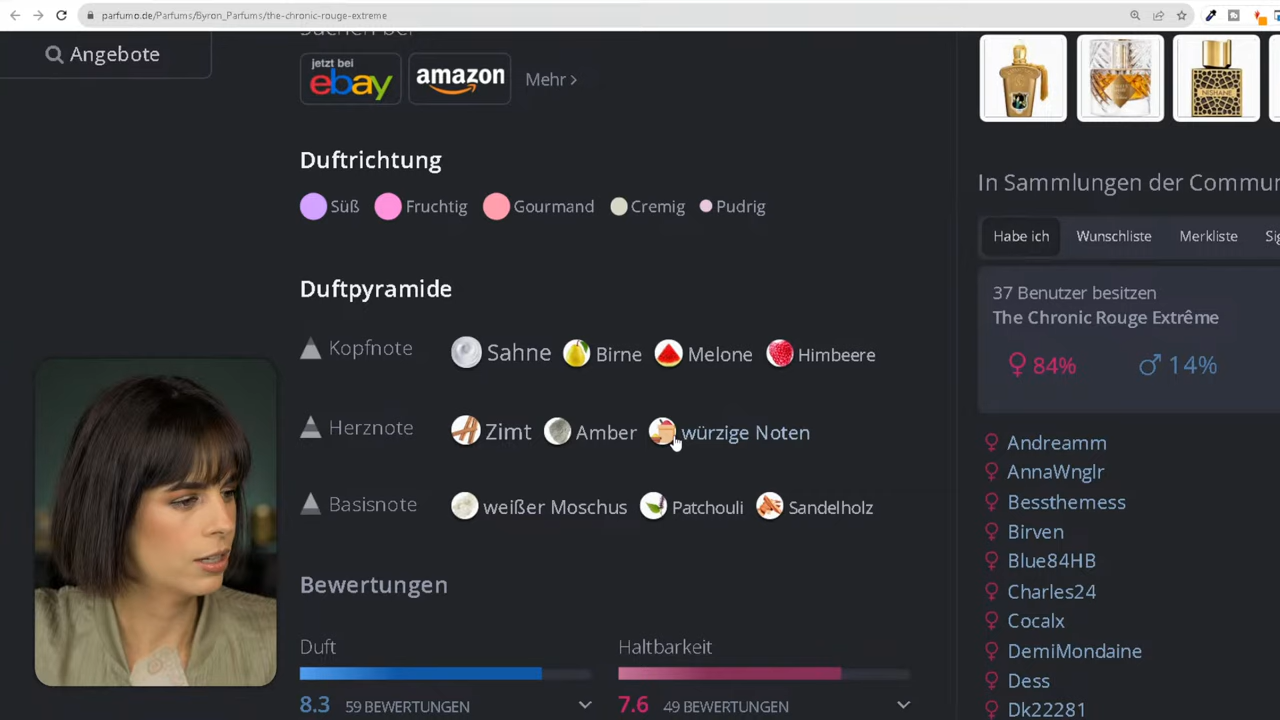 parfumo.de/Parfums/Byron_Parfums/the-chronic-rouge-extreme
Angebote
jetzt bei
ebay
amazon
Mehr >
NISHANE
Duftrichtung
Süß Fruchtig Gourmand Cremig Pudrig
Duftpyramide
Kopfnote Sahne Birne Melone Himbeere
Herznote Zimt Amber würzige Noten
Basisnote weißer Moschus Patchouli Sandelholz
Bewertungen
Duft
8.3 59 BEWERTUNGEN
Haltbarkeit
7.6 49 BEWERTUNGEN
In Sammlungen der
Habe ich Wunschliste Merkliste
37 Benutzer besitzen
The Chronic Rouge Extrême
♀ 84% ♂ 14%
Andreamm
AnnaWnglr
Bessthemess
Birven
Blue84HB
Charles24
Cocalx
DemiMondaine
Dess
Dk22281